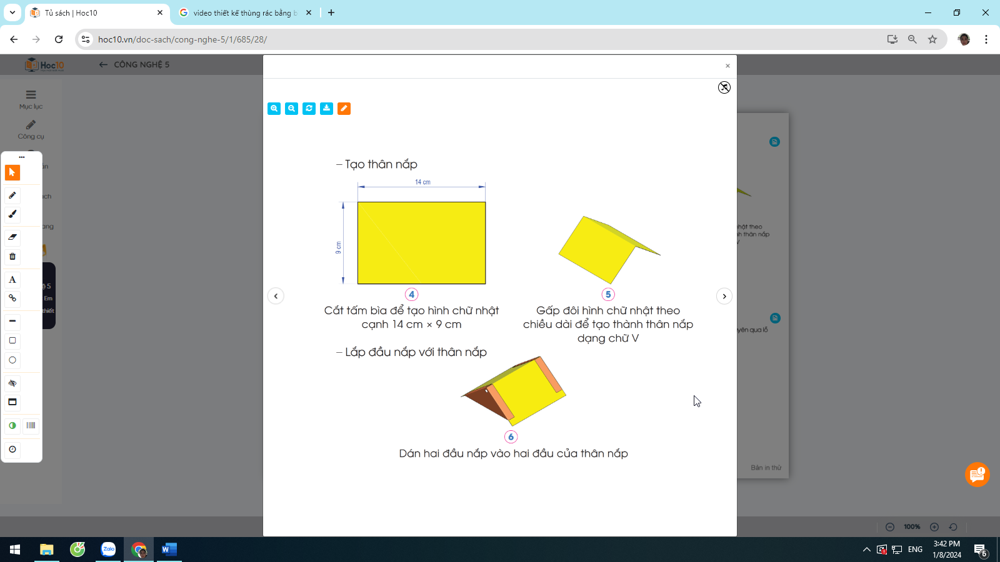 Tủ sách | Hoc10
video thiết kế thùng rác bằng b
hoc10.vn/doc-sach/cong-nghe-5/1/685/28/
Hoc10
CÔNG NGHỆ 5
×
Mục lục
Công cụ
– Tạo thân nắp
14 cm
9 cm
4
5
Cắt tấm bìa để tạo hình chữ nhật
cạnh 14 cm × 9 cm
Gấp đôi hình chữ nhật theo
chiều dài để tạo thành thân nắp
dạng chữ V
– Lắp đầu nắp với thân nắp
6
Dán hai đầu nắp vào hai đầu của thân nắp
ách
ang
ệ 5
Em
thiết
A
nhật theo
nh thân nắp
V
yên qua lỗ
Bản in thử
100%
Zalo
W
ENG
3:42 PM
1/8/2024
6